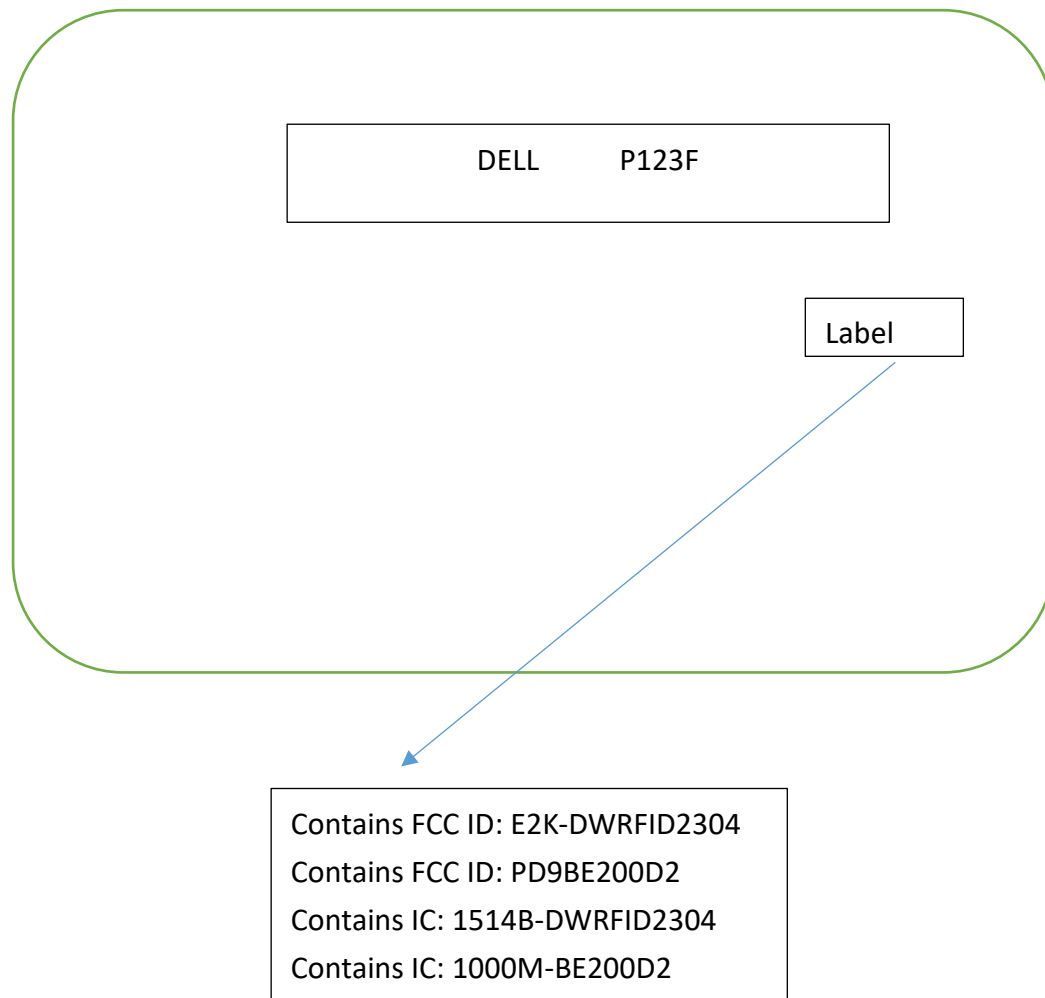 DELL P123F
Label
Contains FCC ID: E2K-DWRFID2304
Contains FCC ID: PD9BE200D2
Contains IC: 1514B-DWRFID2304
Contains IC: 1000M-BE200D2